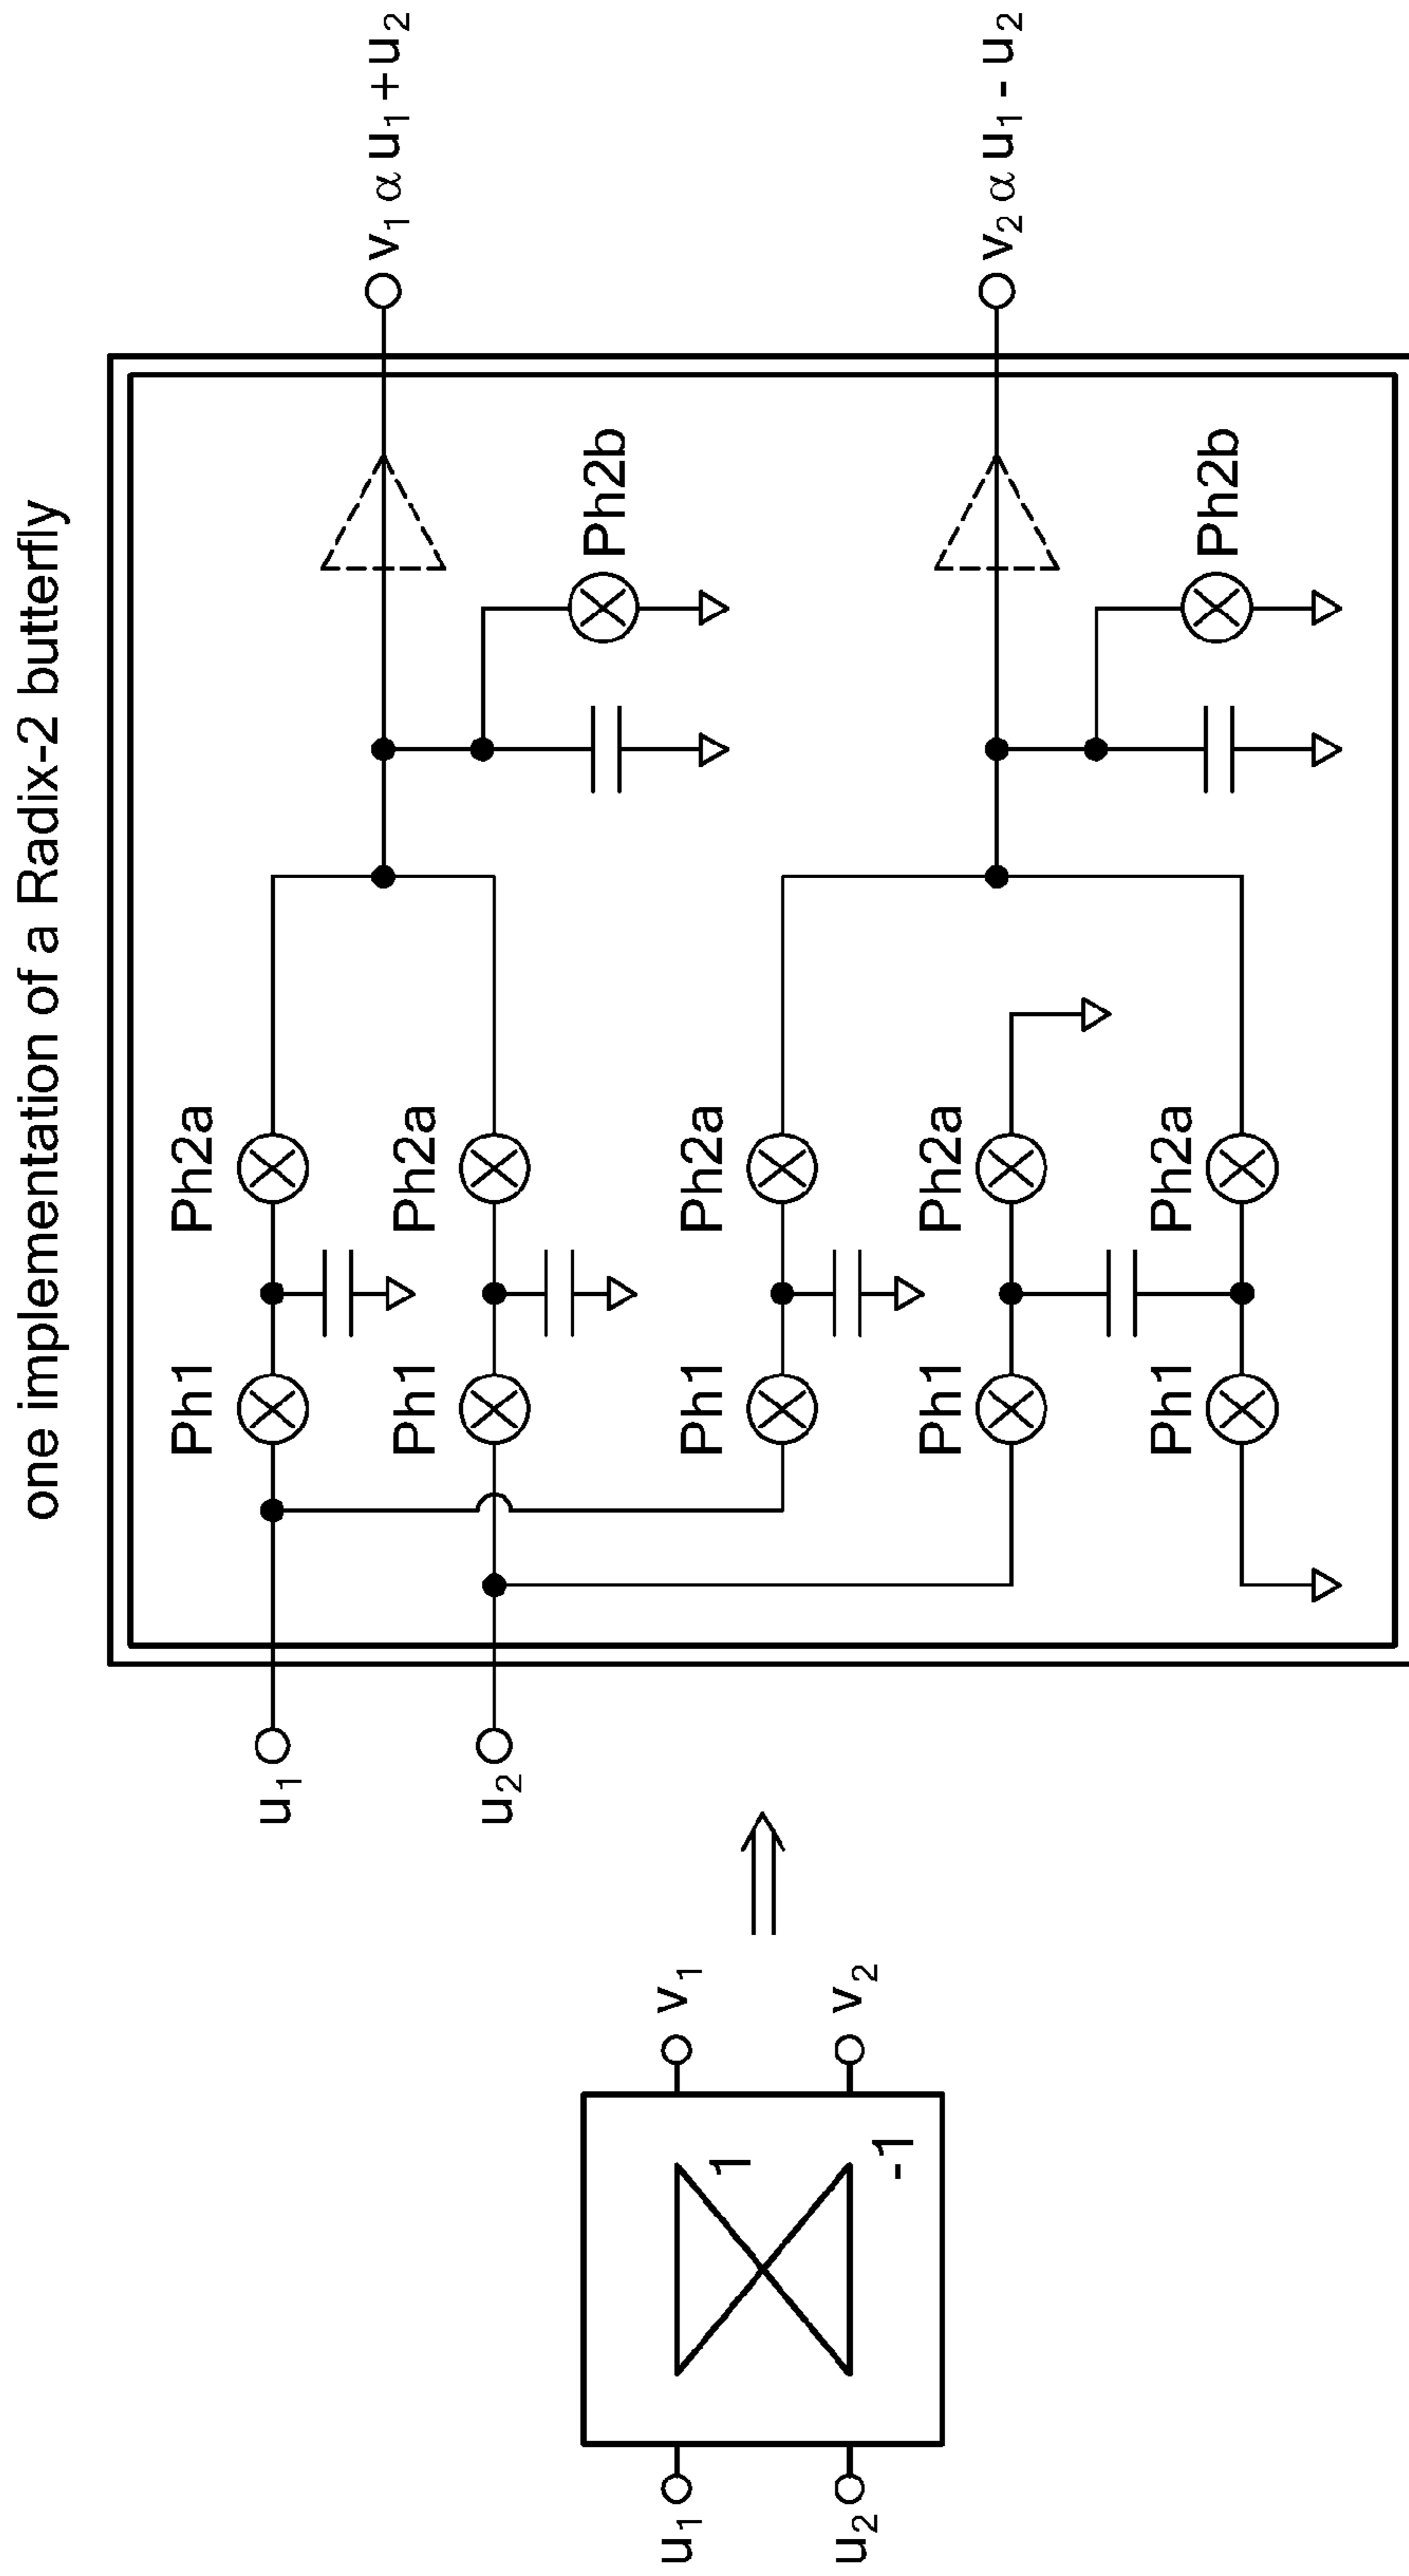 one implementation of a Radix-2 butterfly
u1
u2
1
-1
v1
v2
u1
u2
Ph1
Ph2a
Ph1
Ph2a
Ph1
Ph2a
Ph1
Ph2a
Ph1
Ph2a
Ph2b
Ph2b
v1 α u1 +u2
v2 α u1 - u2